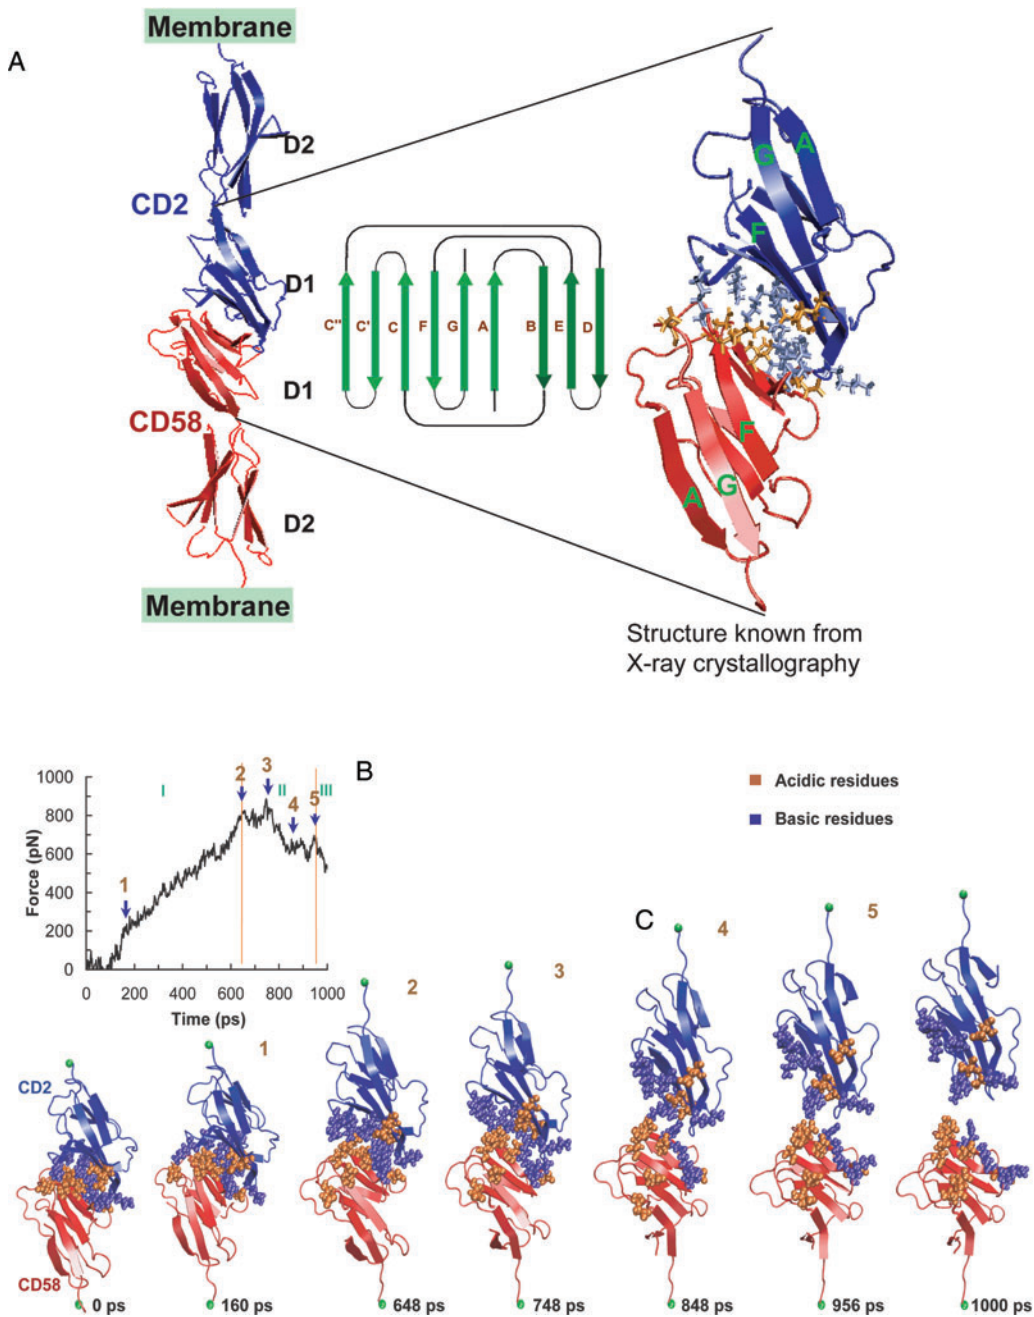 A
Membrane
D2
CD2
D1
D1
CD58
D2
Membrane
C" C' C F G A B E D
G A
F
F
A G
Structure known from
X-ray crystallography
B
Force (pN)
1000
800
600
400
200
0
I II III
1 2 3 4 5
0 200 400 600 800 1000
Time (ps)
Acidic residues
Basic residues
C
1 2 3 4 5
CD2
CD58
0 ps 160 ps 648 ps 748 ps 848 ps 956 ps 1000 ps